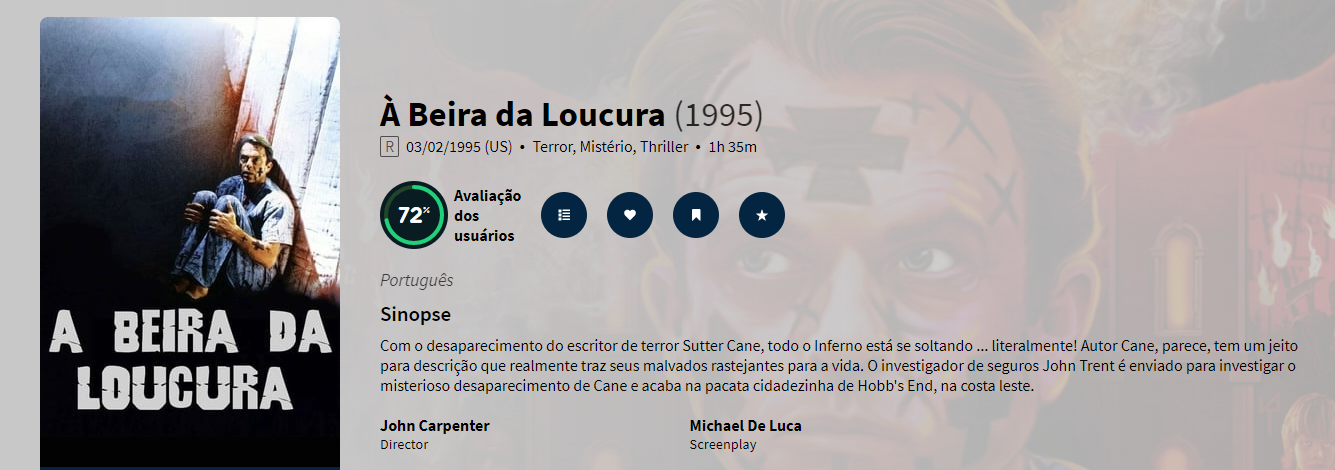 À Beira da Loucura (1995)
R 03/02/1995 (US) • Terror, Mistério, Thriller • 1h 35m
72%
Avaliação
dos
usuários
Português
Sinopse
Com o desaparecimento do escritor de terror Sutter Cane, todo o Inferno está se soltando ... literalmente! Autor Cane, parece, tem um jeito
para descrição que realmente traz seus malvados rastejantes para a vida. O investigador de seguros John Trent é enviado para investigar o
misterioso desaparecimento de Cane e acaba na pacata cidadezinha de Hobb's End, na costa leste.
John Carpenter
Director
Michael De Luca
Screenplay
A BEIRA DA
LOUCURA